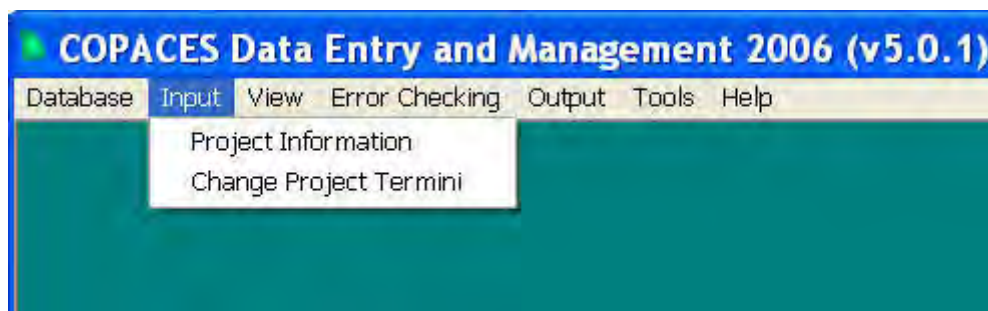 COPACES Data Entry and Management 2006 (v5.0.1)
Database Input View Error Checking Output Tools Help
Project Information
Change Project Termini